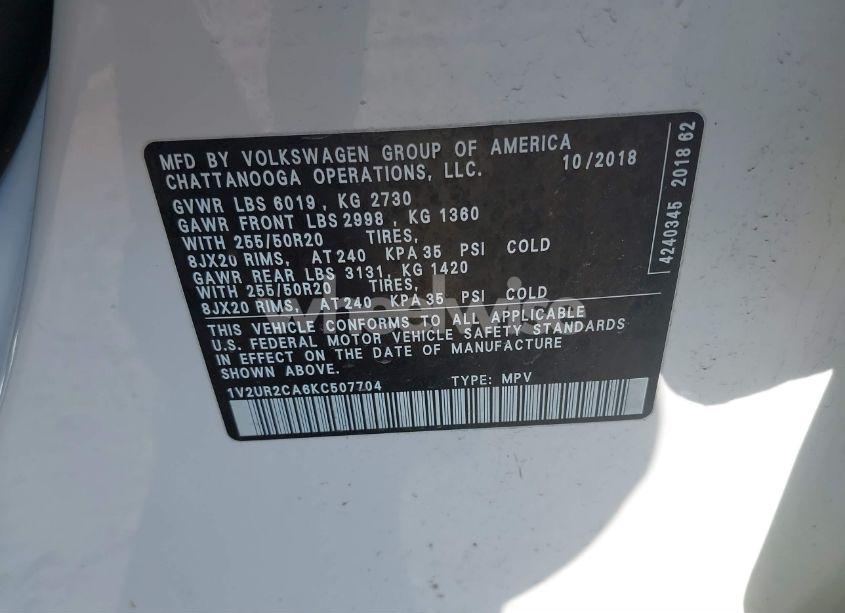 MFD BY VOLKSWAGEN GROUP OF AMERICA
CHATTANOOGA OPERATIONS, LLC. 10/2018
GVWR LBS 6019 , KG 2730
GAWR FRONT LBS 2998 , KG 1360
WITH 255/50R20 TIRES,
8JX20 RIMS, AT 240 KPA 35 PSI COLD
GAWR REAR LBS 3131, KG 1420
WITH 255/50R20 TIRES,
8JX20 RIMS, AT 240 KPA 35 PSI COLD
THIS VEHICLE CONFORMS TO ALL APPLICABLE
U.S. FEDERAL MOTOR VEHICLE SAFETY STANDARDS
IN EFFECT ON THE DATE OF MANUFACTURE
SHOWN ABOVE.
1V2UR2CA6KC507704 TYPE: MPV
4240345 2018 62
wheelwise